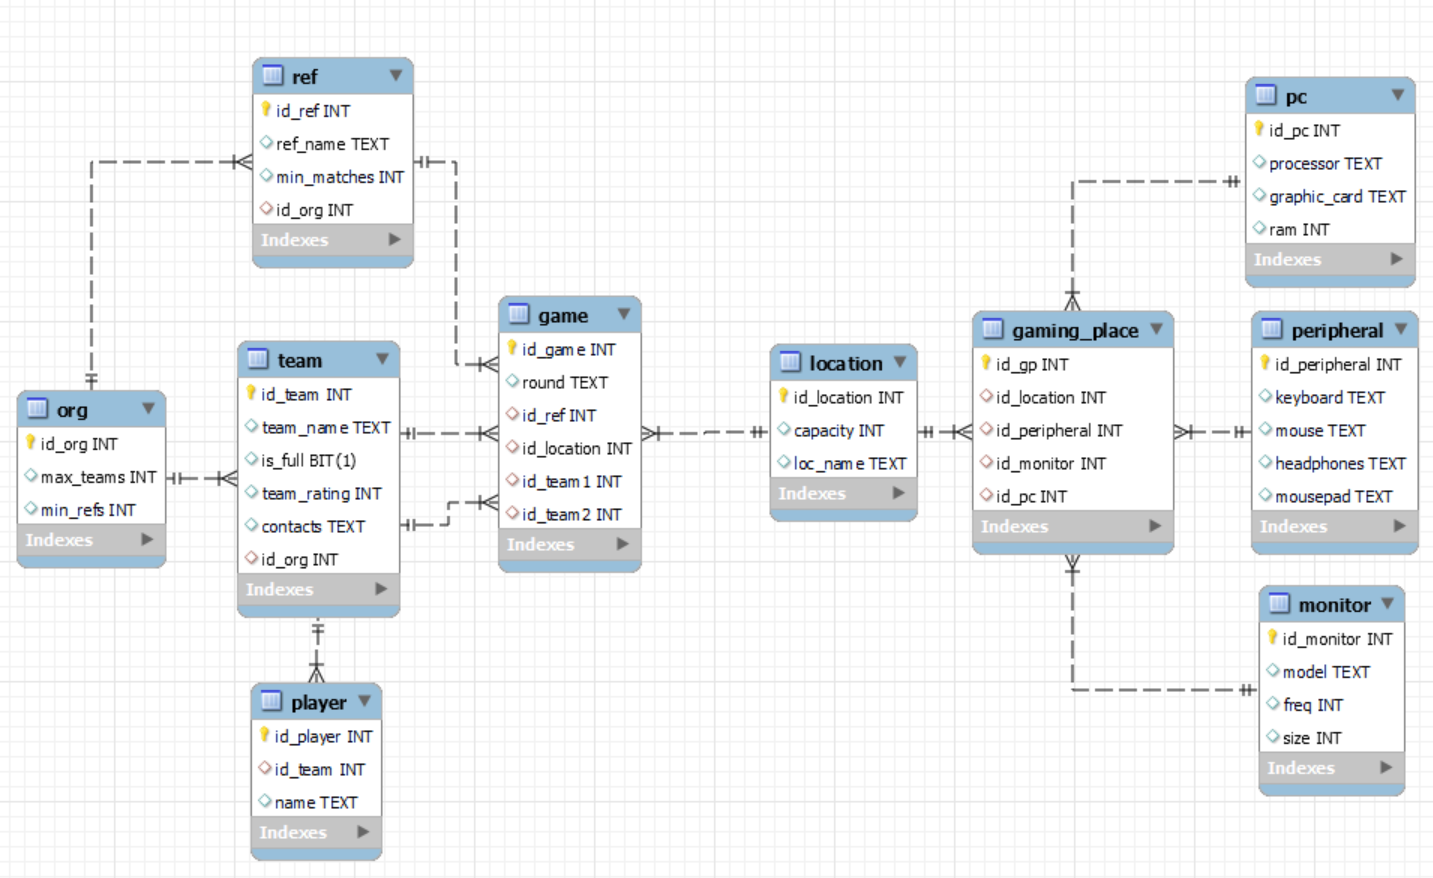 ref
id_ref INT
ref_name TEXT
min_matches INT
id_org INT
Indexes
org
id_org INT
max_teams INT
min_refs INT
Indexes
team
id_team INT
team_name TEXT
is_full BIT(1)
team_rating INT
contacts TEXT
id_org INT
Indexes
player
id_player INT
id_team INT
name TEXT
Indexes
game
id_game INT
round TEXT
id_ref INT
id_location INT
id_team1 INT
id_team2 INT
Indexes
location
id_location INT
capacity INT
loc_name TEXT
Indexes
gaming_place
id_gp INT
id_location INT
id_peripheral INT
id_monitor INT
id_pc INT
Indexes
pc
id_pc INT
processor TEXT
graphic_card TEXT
ram INT
Indexes
peripheral
id_peripheral INT
keyboard TEXT
mouse TEXT
headphones TEXT
mousepad TEXT
Indexes
monitor
id_monitor INT
model TEXT
freq INT
size INT
Indexes